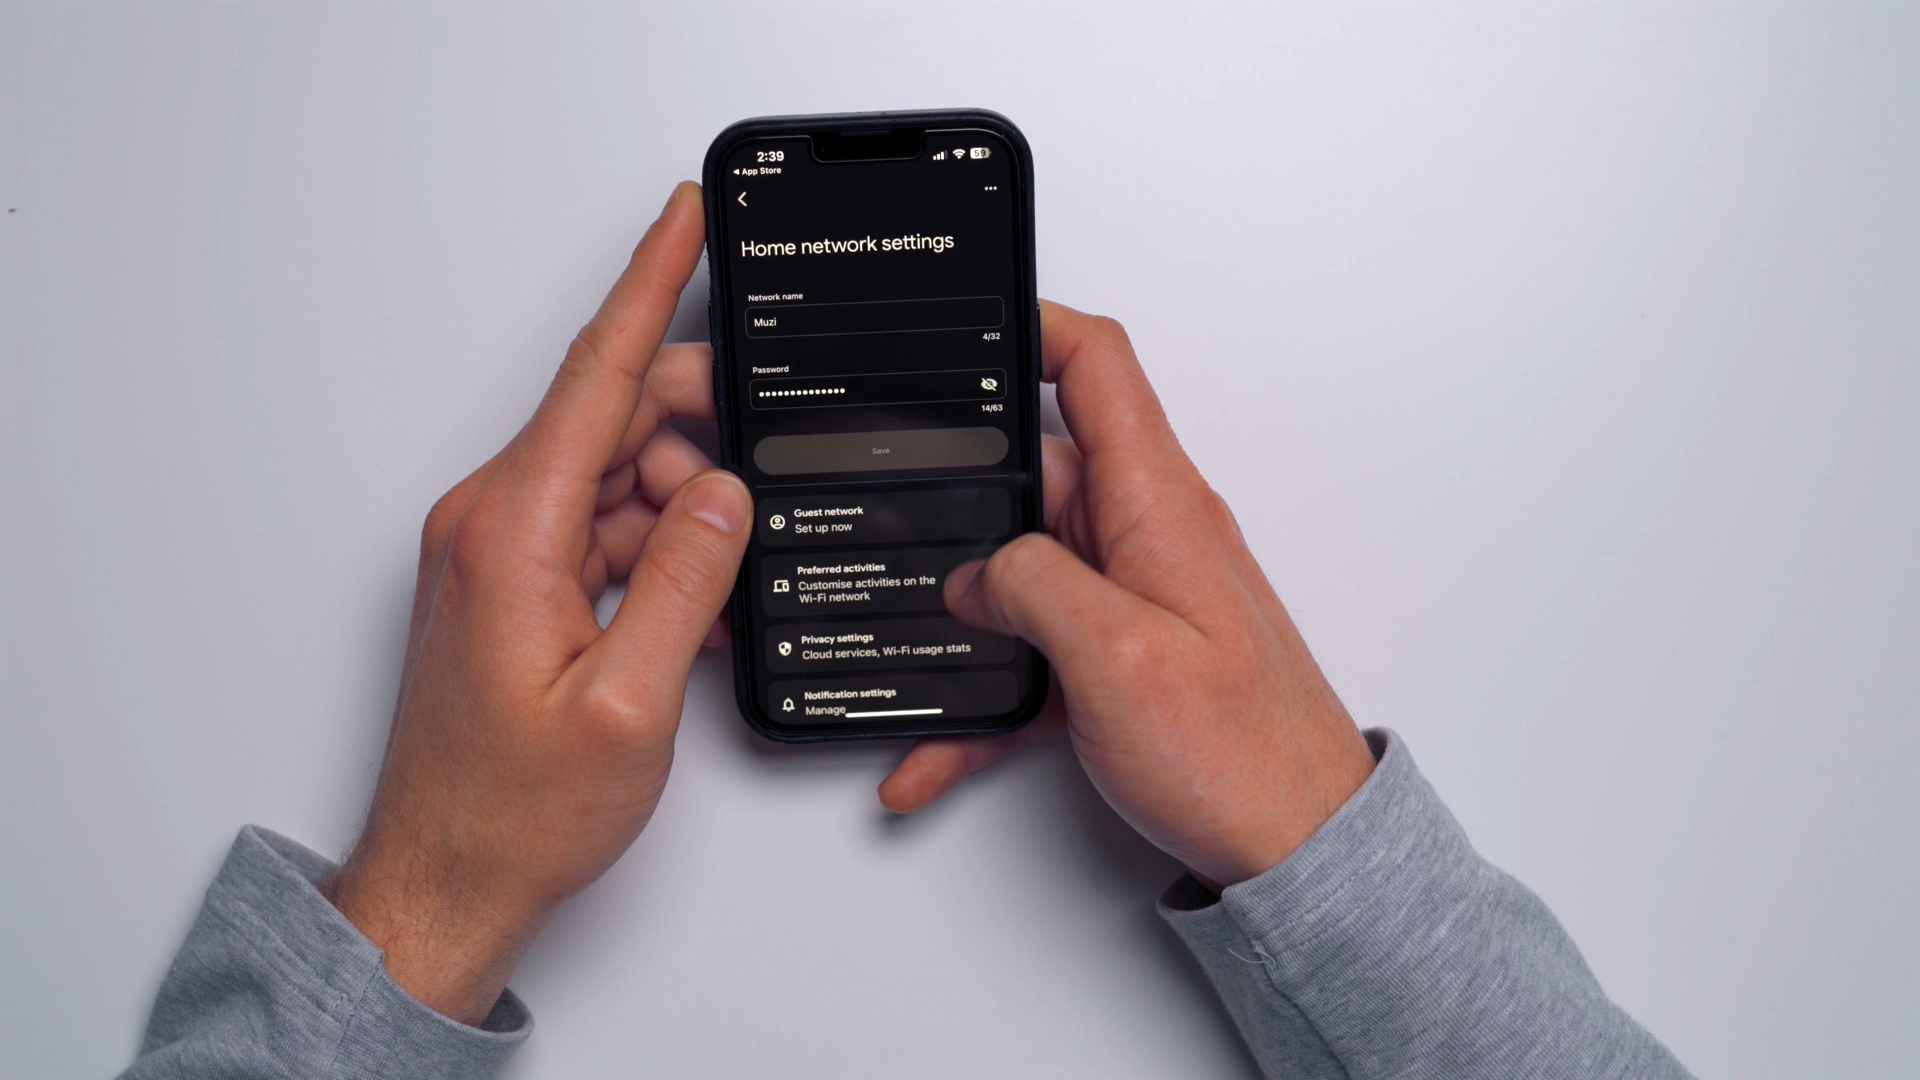 2:39
59
◀ App Store
Home network settings
Network name
Muzi
4/32
Password
••••••••••••••
14/63
Save
Guest network
Set up now
Preferred activities
Customise activities on the
Wi-Fi network
Privacy settings
Cloud services, Wi-Fi usage stats
Notification settings
Manage